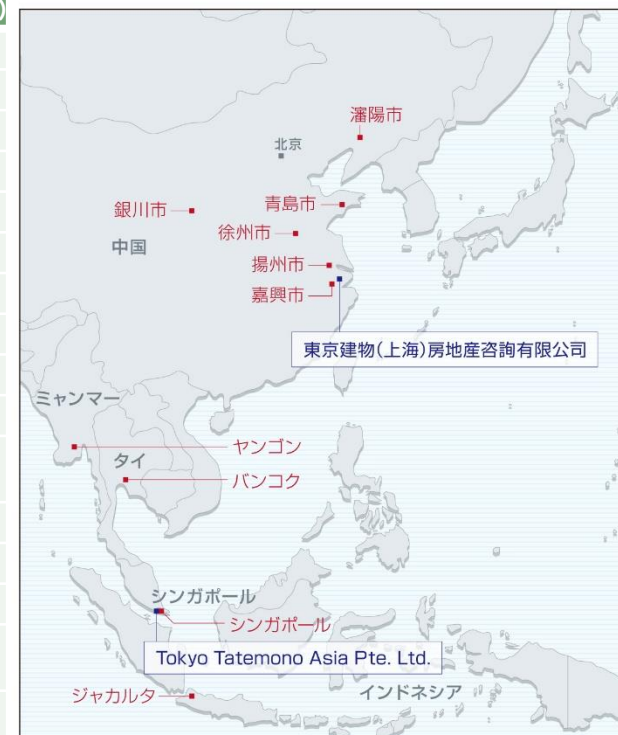 瀋陽市
北京
青島市
銀川市
徐州市
中国
揚州市
嘉興市
東京建物(上海)房地産咨詢有限公司
ミャンマー
ヤンゴン
タイ
バンコク
シンガポール
シンガポール
Tokyo Tatemono Asia Pte. Ltd.
ジャカルタ
インドネシア